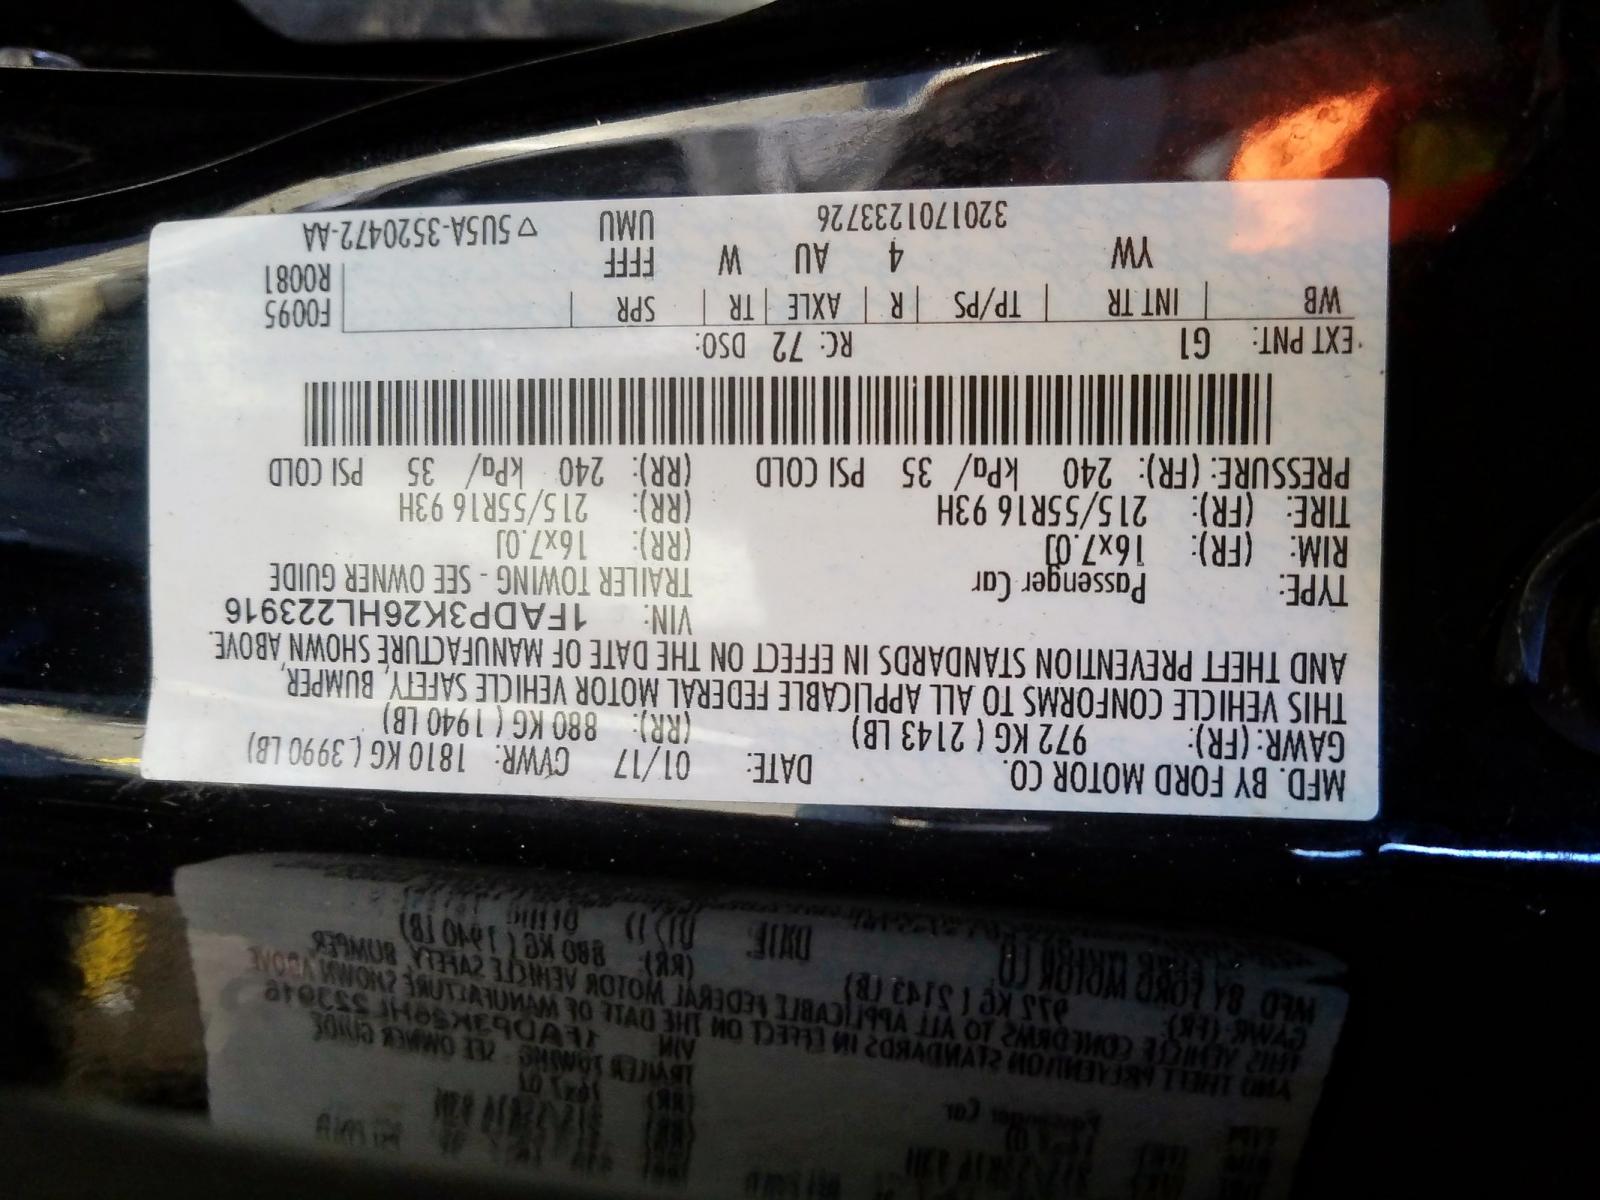 MFD. BY FORD MOTOR CO. DATE: 01/17 GVWR: 1810 KG ( 3990 LB)
GAWR: (FR): 972 KG ( 2143 LB) (RR): 880 KG ( 1940 LB)
THIS VEHICLE CONFORMS TO ALL APPLICABLE FEDERAL MOTOR VEHICLE SAFETY, BUMPER,
AND THEFT PREVENTION STANDARDS IN EFFECT ON THE DATE OF MANUFACTURE SHOWN ABOVE.
VIN: 1FADP3K26HL223916
TYPE: Passenger Car TRAILER TOWING - SEE OWNER GUIDE
RIM: (FR): 16x7.0J (RR): 16x7.0J
TIRE: (FR): 215/55R16 93H (RR): 215/55R16 93H
PRESSURE: (FR): 240 kPa/ 35 PSI COLD (RR): 240 kPa/ 35 PSI COLD
EXT PNT: G1 RC: 72 DSO:
WB INT TR TP/PS R AXLE TR SPR F0095
YW 4 AU W FFFF R0081
3201701233726 UMU ▽ 5U5A-3520472-AA